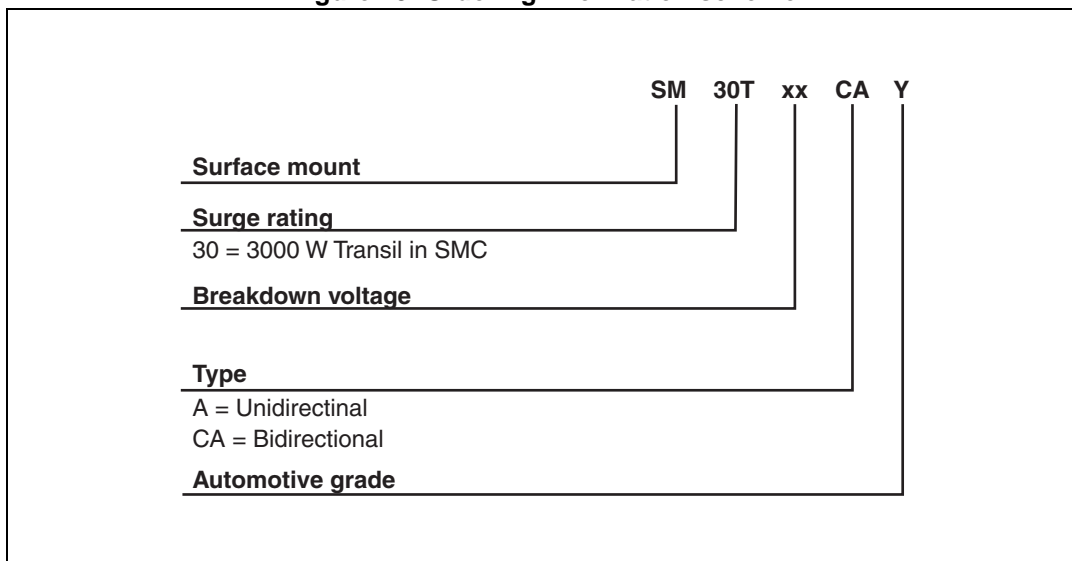 SM 30T xx CA Y
Surface mount
Surge rating
30 = 3000 W Transil in SMC
Breakdown voltage
Type
A = Unidirectinal
CA = Bidirectional
Automotive grade